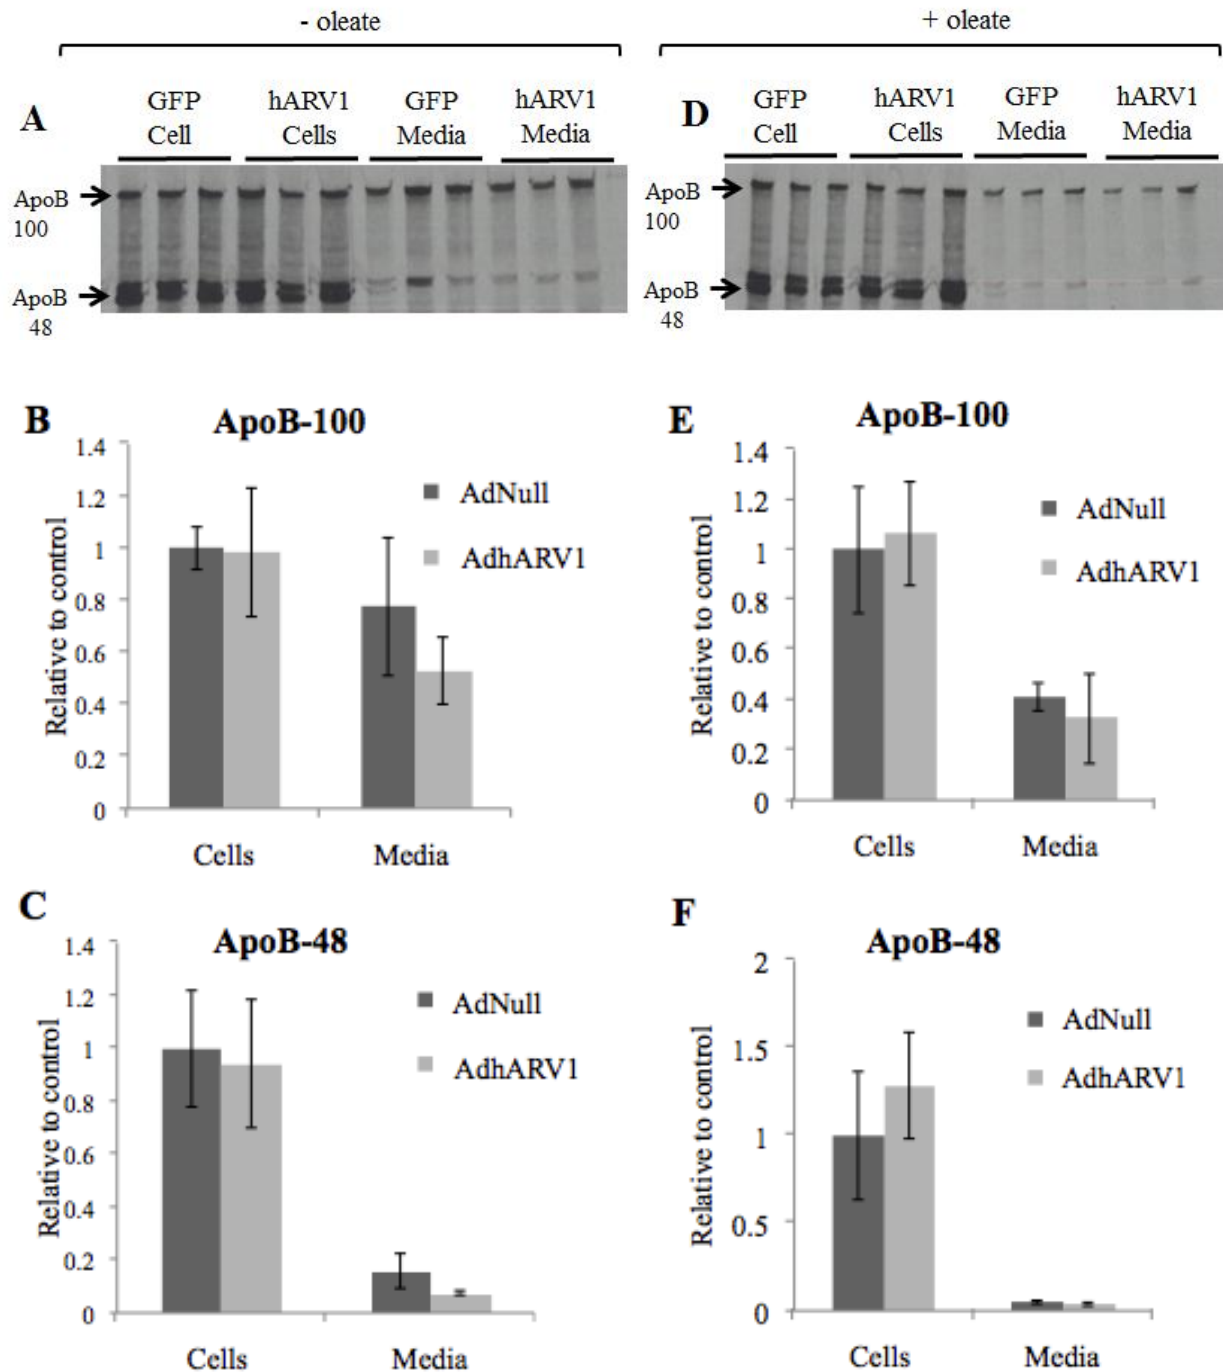 - oleate
A
GFP Cell
hARV1 Cells
GFP Media
hARV1 Media
ApoB 100
ApoB 48
B
ApoB-100
Relative to control
1.4
1.2
1
0.8
0.6
0.4
0.2
0
AdNull
AdhARV1
Cells
Media
C
ApoB-48
Relative to control
1.4
1.2
1
0.8
0.6
0.4
0.2
0
AdNull
AdhARV1
Cells
Media
+ oleate
D
GFP Cell
hARV1 Cells
GFP Media
hARV1 Media
ApoB 100
ApoB 48
E
ApoB-100
Relative to control
1.4
1.2
1
0.8
0.6
0.4
0.2
0
AdNull
AdhARV1
Cells
Media
F
ApoB-48
Relative to control
2
1.5
1
0.5
0
AdNull
AdhARV1
Cells
Media